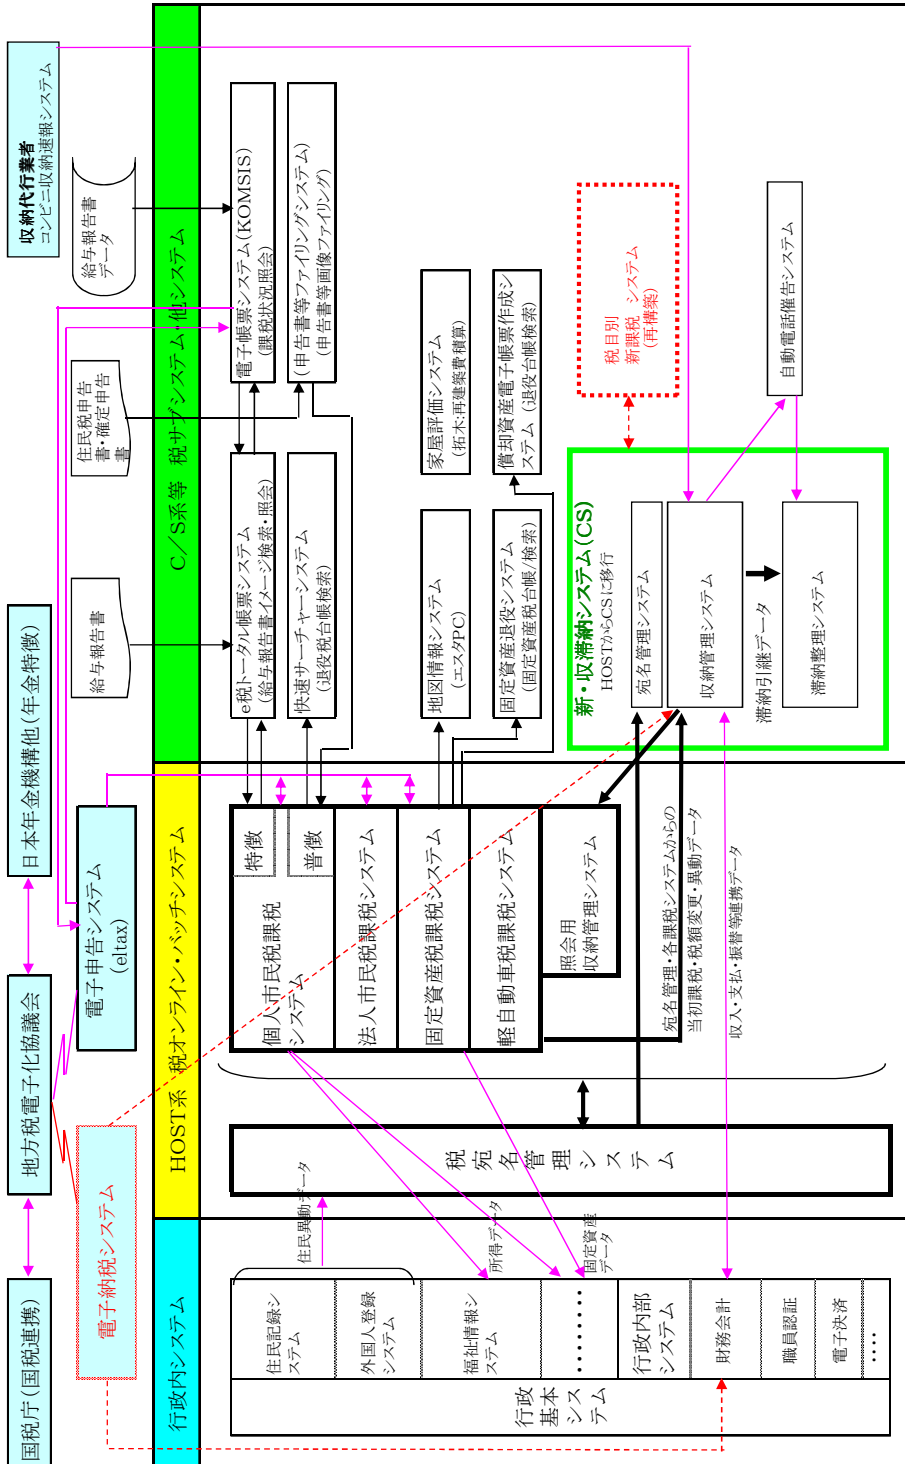 国税庁(国税連携)
地方税電子化協議会
日本年金機構他(年金特徴)
収納代行業者
コンビニ収納速報システム
電子納税システム
電子申告システム
(eltax)
給与報告書
住民税申告
書・確定申告
書
給与報告書
データ
行政内システム
HOST系 税オンライン・バッチシステム
C/S系等 税サブシステム・他システム
行政
基本
シス
テム
住民記録シ
ステム
外国人登録
システム
福祉情報シ
ステム
・・・・・・・・
行政内部
システム
財務会計
職員認証
電子決済
・・・・
住民異動データ
所得データ
固定資産
データ
税宛名管理システム
個人市民税課税
システム
特徴
普徴
法人市民税課税システム
固定資産税課税システム
軽自動車税課税システム
照会用
収納管理システム
宛名管理・各課税システムからの
当初課税・税額変更・異動データ
収入・支払・振替等連携データ
e税トータル帳票システム
(給与報告書イメージ検索・照会)
快速サーチャーシステム
(退役税台帳検索)
電子帳票システム(KOMSIS)
(課税状況照会)
(申告書等ファイリングシステム)
(申告書等画像ファイリング)
地図情報システム
(エスタPC)
固定資産退役システム
(固定資産税台帳/検索)
家屋評価システム
(拓木:再建築費積算)
償却資産電子帳票作成シ
ステム (退役台帳検索)
新・収滞納システム(CS)
HOSTからCSに移行
宛名管理システム
収納管理システム
滞納引継データ
滞納整理システム
税目別
新課税 システム
(再構築)
自動電話催告システム